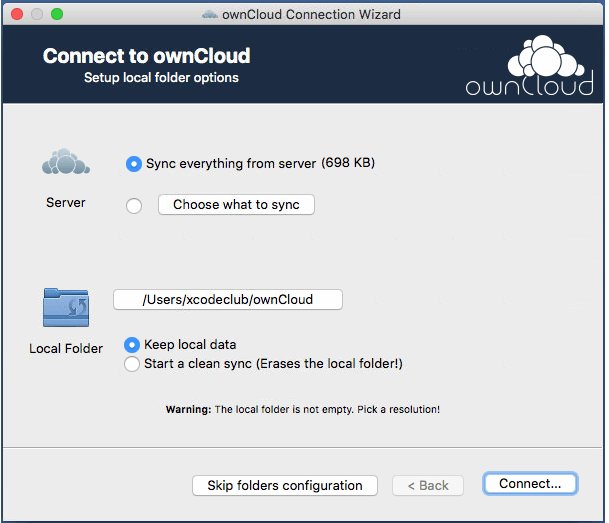 ownCloud Connection Wizard
Connect to ownCloud
Setup local folder options
ownCloud
Sync everything from server (698 KB)
Server
Choose what to sync
/Users/xcodeclub/ownCloud
Local Folder
Keep local data
Start a clean sync (Erases the local folder!)
Warning: The local folder is not empty. Pick a resolution!
Skip folders configuration
< Back
Connect...